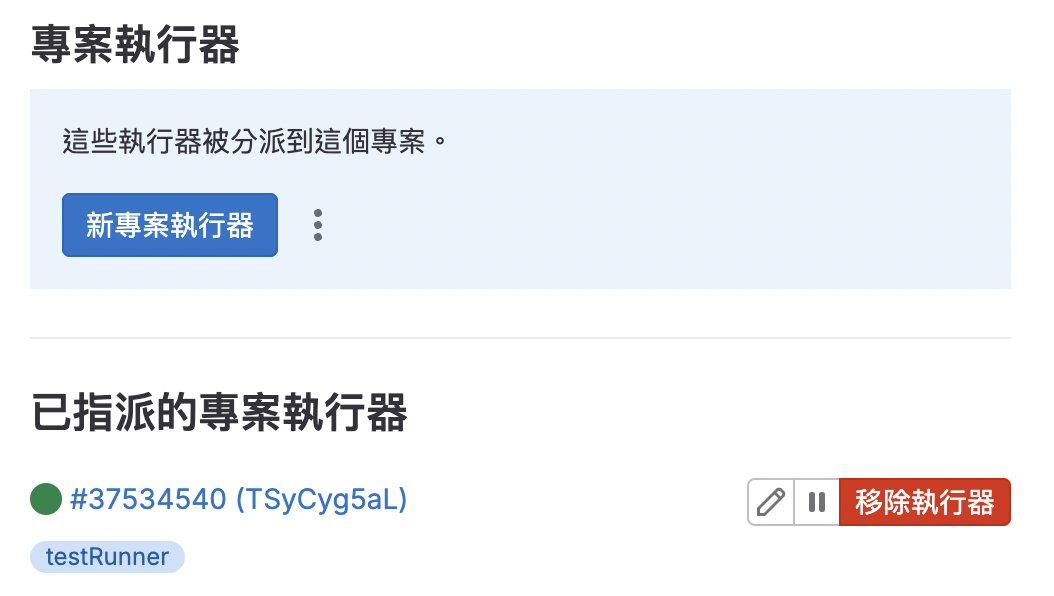 專案執行器
這些執行器被分派到這個專案。
新專案執行器
已指派的專案執行器
#37534540 (TSyCyg5aL)
移除執行器
testRunner